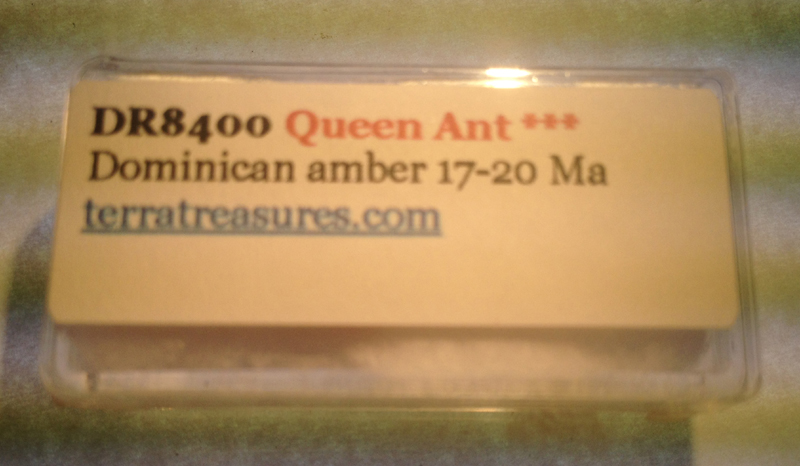 DR8400 Queen Ant ***
Dominican amber 17-20 Ma
terratreasures.com